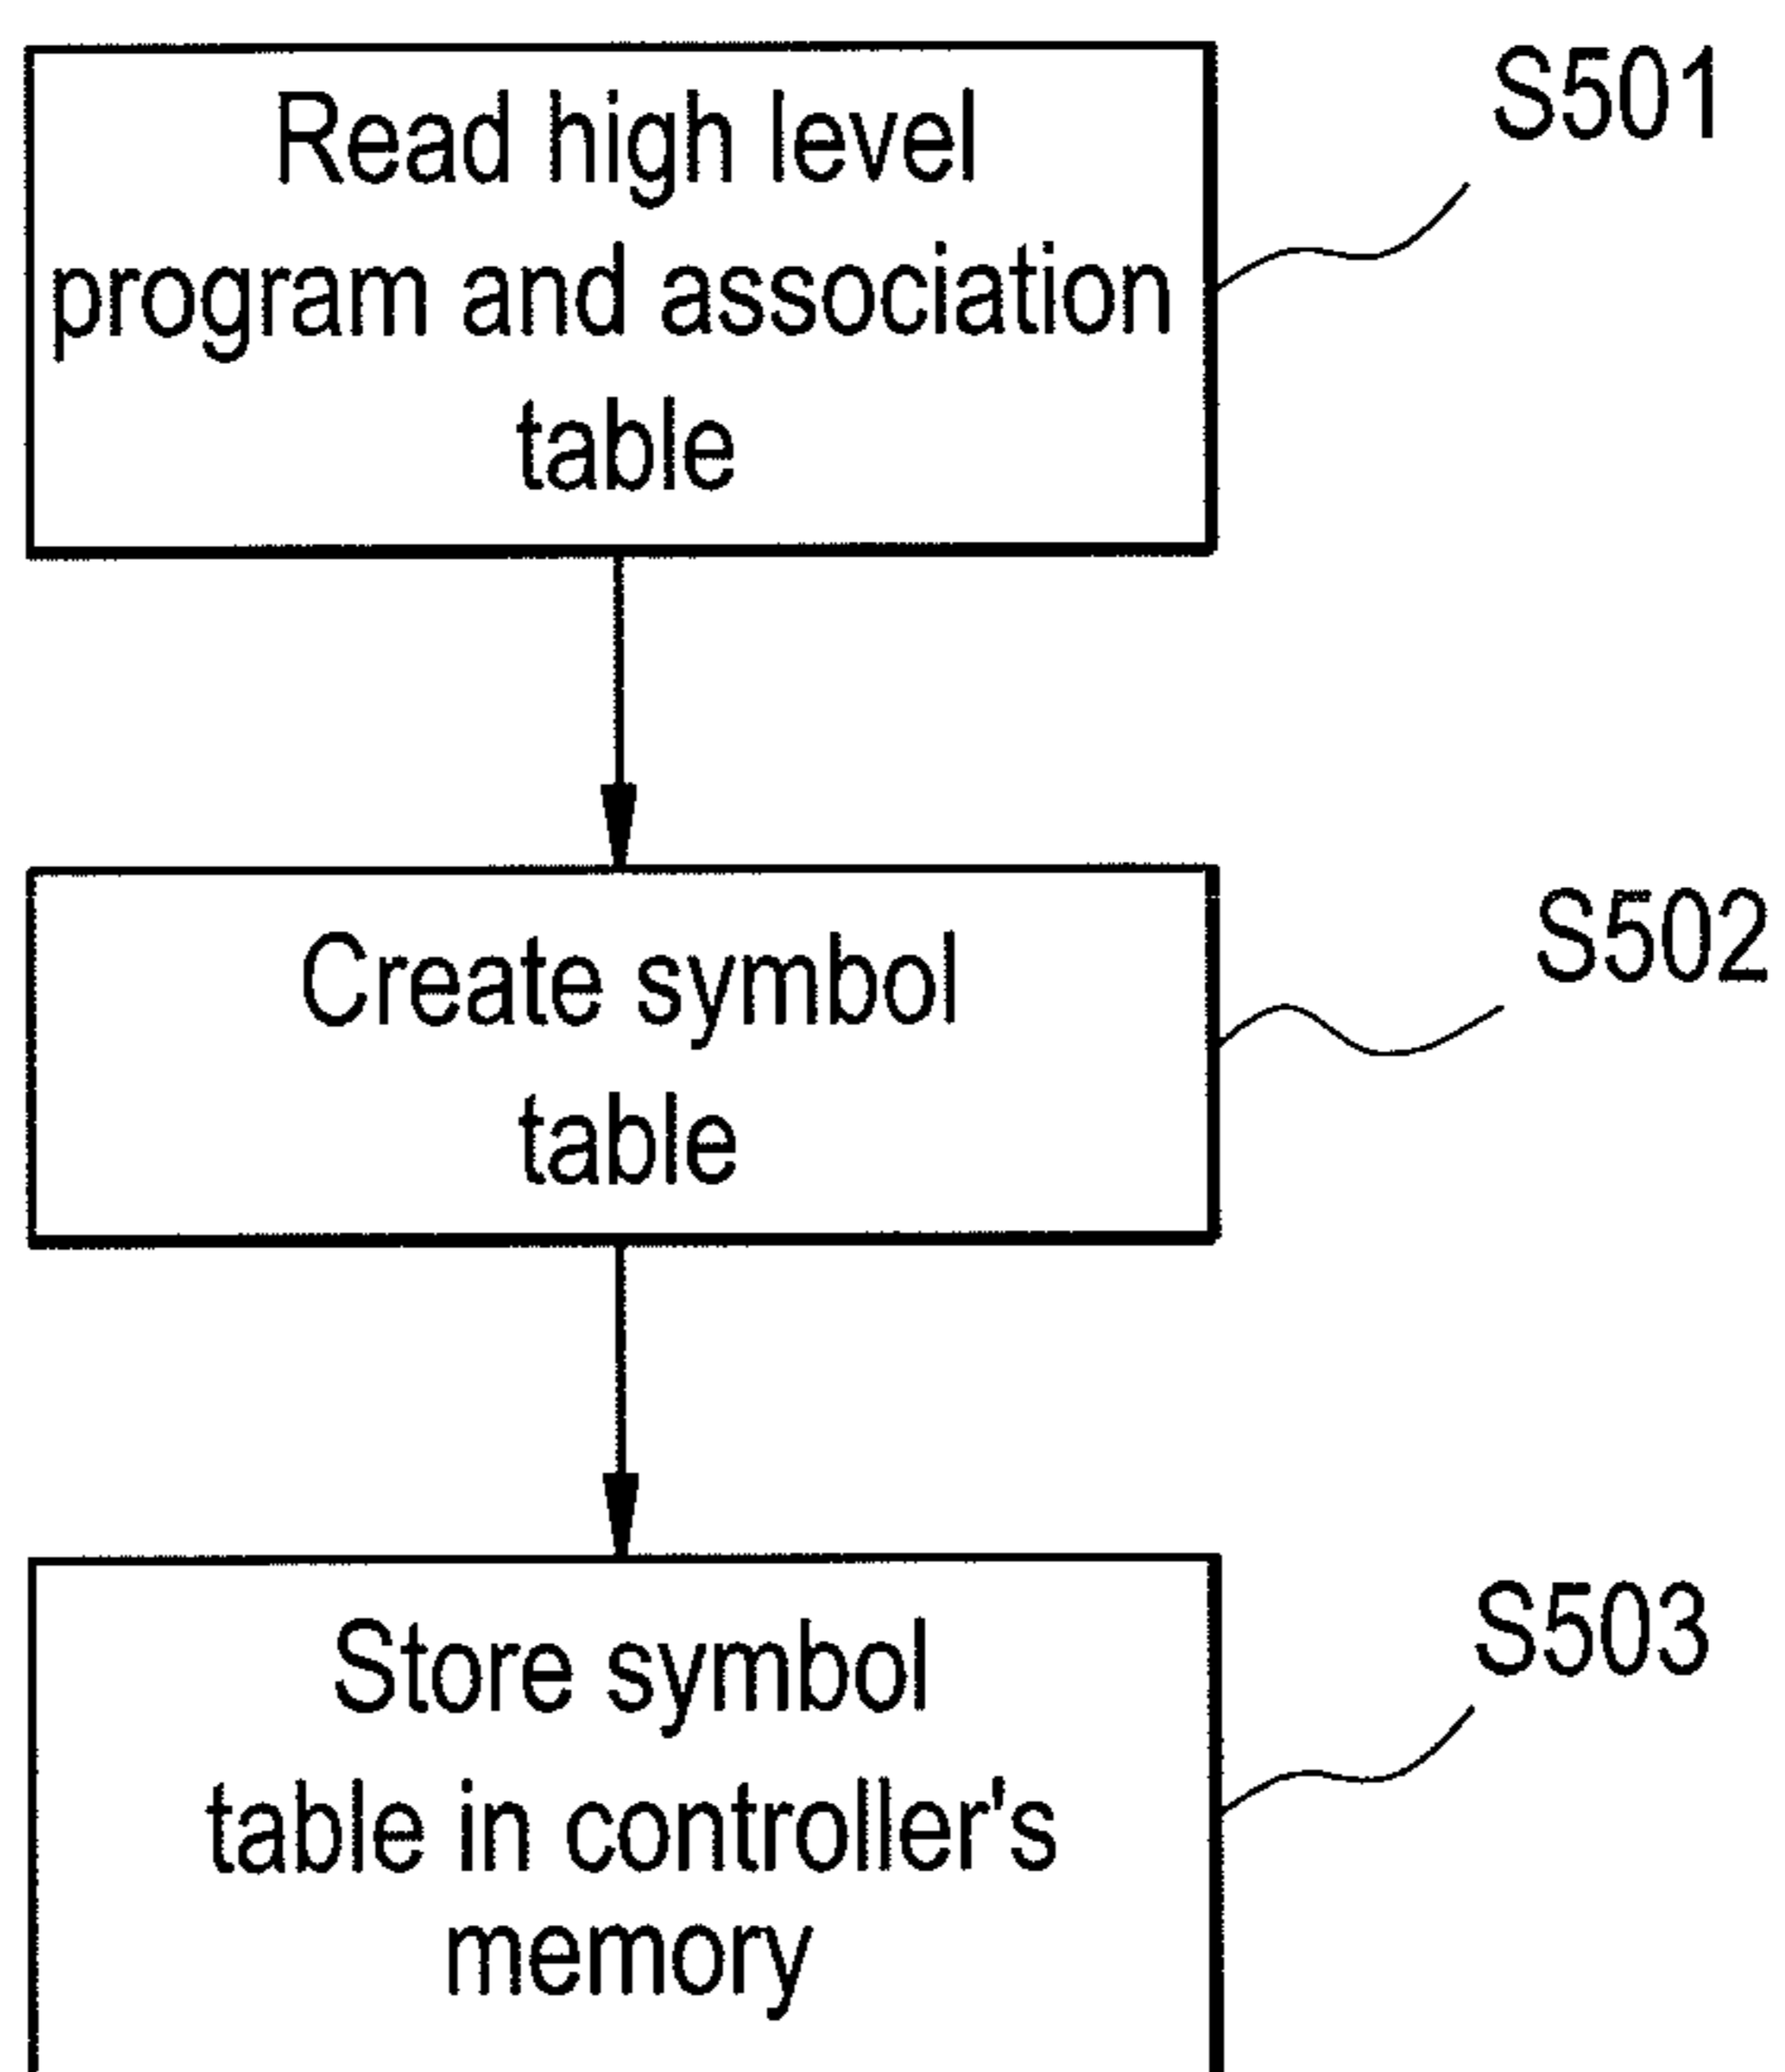 Read high level
program and association
table
S501
Create symbol
table
S502
Store symbol
table in controller's
memory
S503